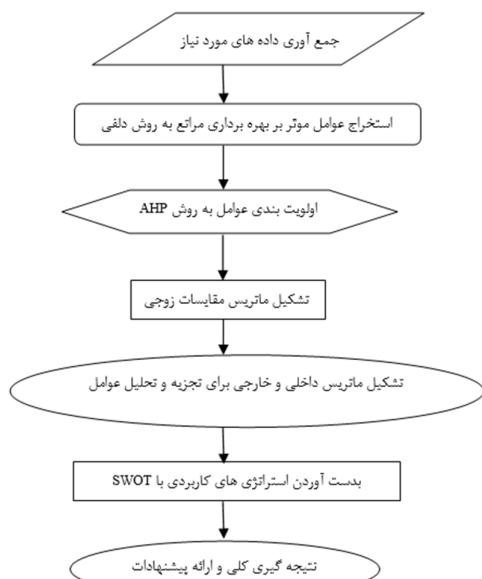 جمع آوری داده های مورد نیاز
استخراج عوامل موثر بر بهره برداری مراتع به روش دلفی
اولویت بندی عوامل به روش AHP
تشکیل ماتریس مقایسات زوجی
تشکیل ماتریس داخلی و خارجی برای تجزیه و تحلیل عوامل
بدست آوردن استراتژی های کاربردی با SWOT
نتیجه گیری کلی و ارائه پیشنهادات